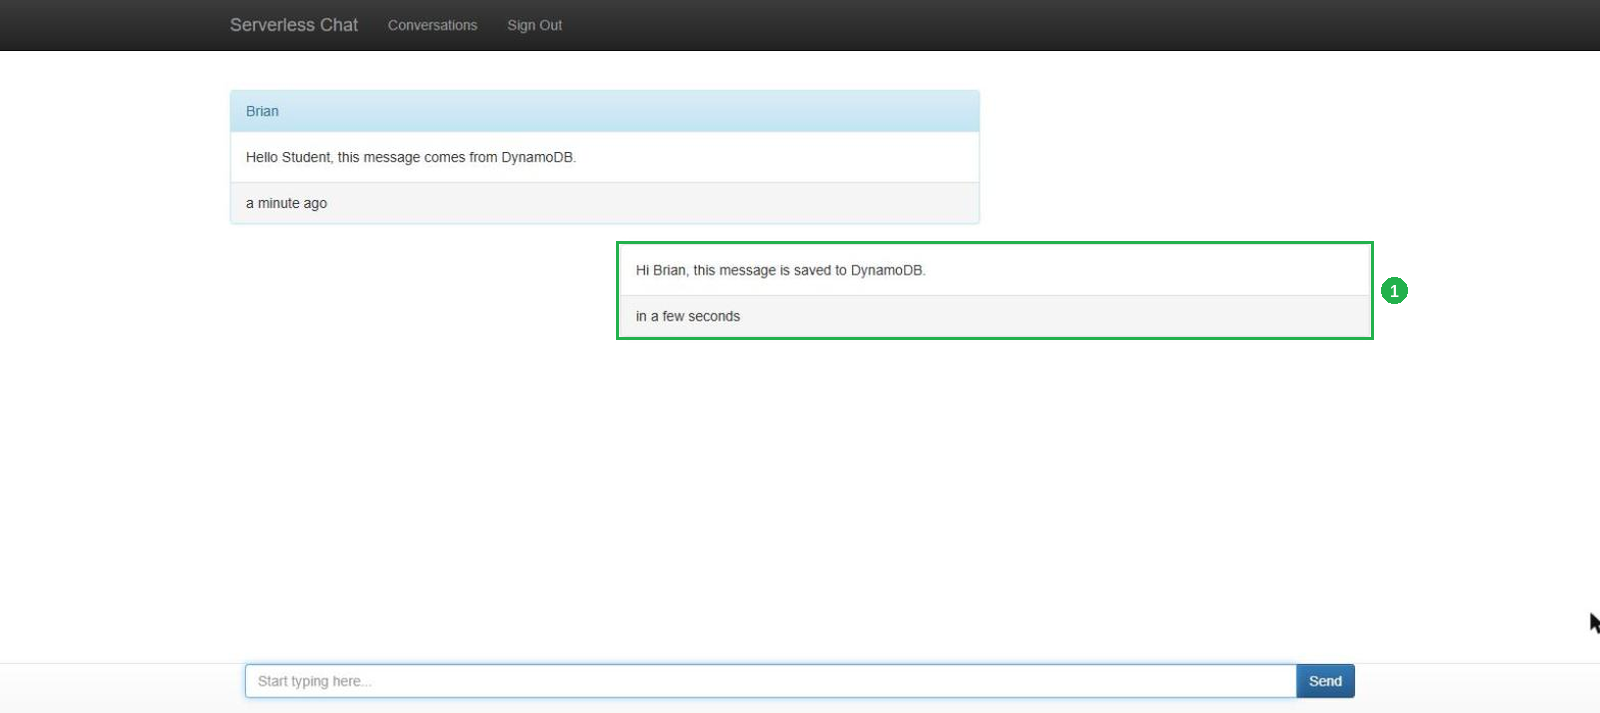 Serverless Chat Conversations Sign Out
Brian
Hello Student, this message comes from DynamoDB.
a minute ago
Hi Brian, this message is saved to DynamoDB.
1
in a few seconds
Start typing here... Send